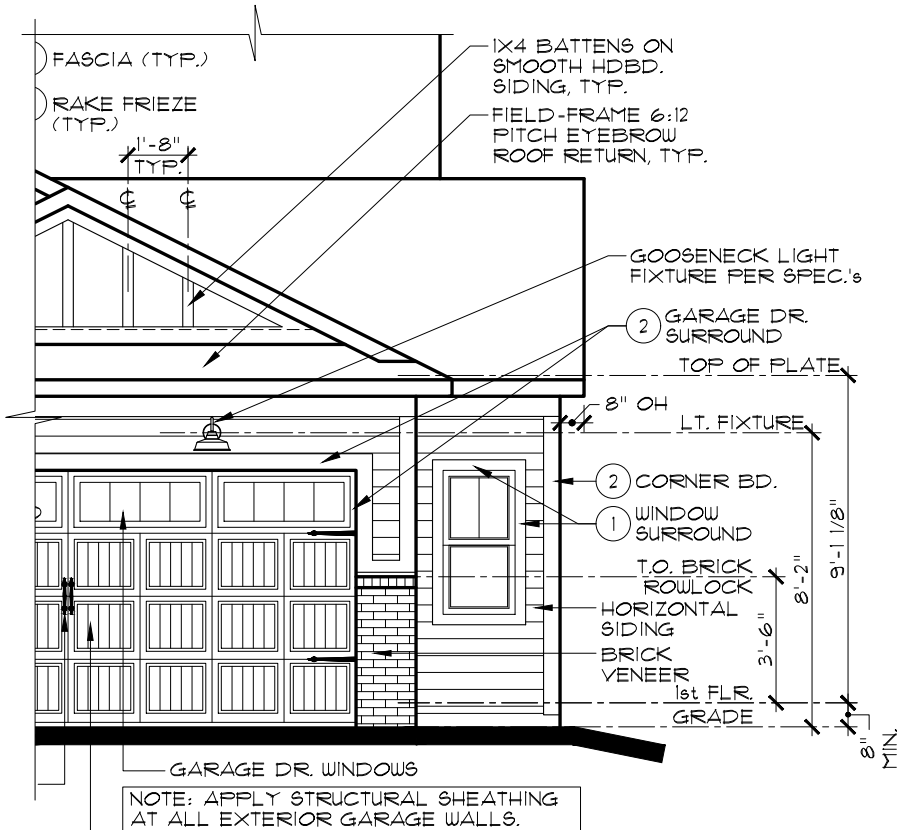 FASCIA (TYP.)
RAKE FRIEZE
(TYP.)
1'-8"
TYP.
℄
℄
1X4 BATTENS ON
SMOOTH HDBD.
SIDING, TYP.
FIELD-FRAME 6:12
PITCH EYEBROW
ROOF RETURN, TYP.
GOOSENECK LIGHT
FIXTURE PER SPEC.'s
2 GARAGE DR.
SURROUND
TOP OF PLATE
8" OH
LT. FIXTURE
2 CORNER BD.
1 WINDOW
SURROUND
T.O. BRICK
ROWLOCK
HORIZONTAL
SIDING
BRICK
VENEER
1st FLR.
GRADE
3'-6"
8'-2"
9'-1 1/8"
8"
MIN.
GARAGE DR. WINDOWS
NOTE: APPLY STRUCTURAL SHEATHING
AT ALL EXTERIOR GARAGE WALLS.